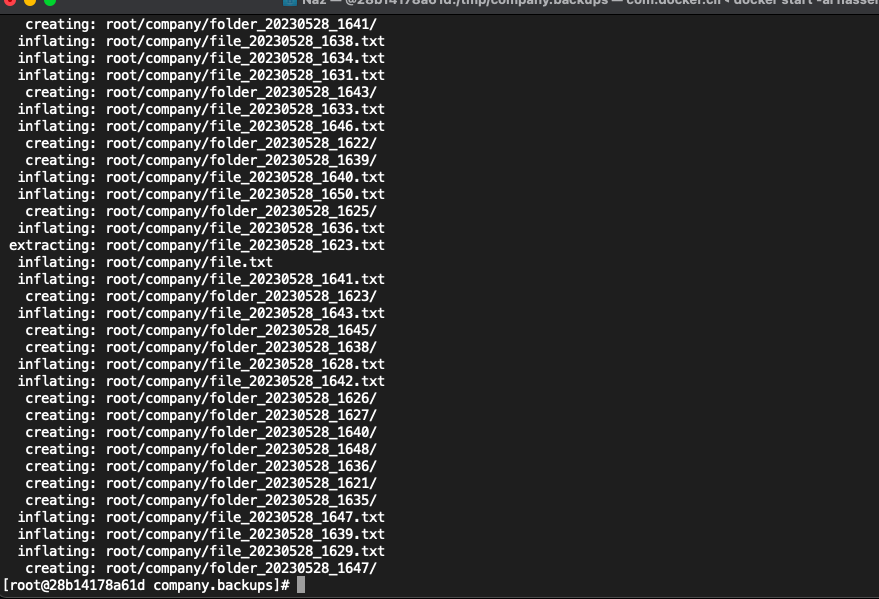 Naz — @28b14178a61d:/tmp/company.backups — com.docker.cli • docker start -ai hassen
creating: root/company/folder_20230528_1641/
inflating: root/company/file_20230528_1638.txt
inflating: root/company/file_20230528_1634.txt
inflating: root/company/file_20230528_1631.txt
creating: root/company/folder_20230528_1643/
inflating: root/company/file_20230528_1633.txt
inflating: root/company/file_20230528_1646.txt
creating: root/company/folder_20230528_1622/
creating: root/company/folder_20230528_1639/
inflating: root/company/file_20230528_1640.txt
inflating: root/company/file_20230528_1650.txt
creating: root/company/folder_20230528_1625/
inflating: root/company/file_20230528_1636.txt
extracting: root/company/file_20230528_1623.txt
inflating: root/company/file.txt
inflating: root/company/file_20230528_1641.txt
creating: root/company/folder_20230528_1623/
inflating: root/company/file_20230528_1643.txt
creating: root/company/folder_20230528_1645/
creating: root/company/folder_20230528_1638/
inflating: root/company/file_20230528_1628.txt
inflating: root/company/file_20230528_1642.txt
creating: root/company/folder_20230528_1626/
creating: root/company/folder_20230528_1627/
creating: root/company/folder_20230528_1640/
creating: root/company/folder_20230528_1648/
creating: root/company/folder_20230528_1636/
creating: root/company/folder_20230528_1621/
creating: root/company/folder_20230528_1635/
inflating: root/company/file_20230528_1647.txt
inflating: root/company/file_20230528_1639.txt
inflating: root/company/file_20230528_1629.txt
creating: root/company/folder_20230528_1647/
[root@28b14178a61d company.backups]#